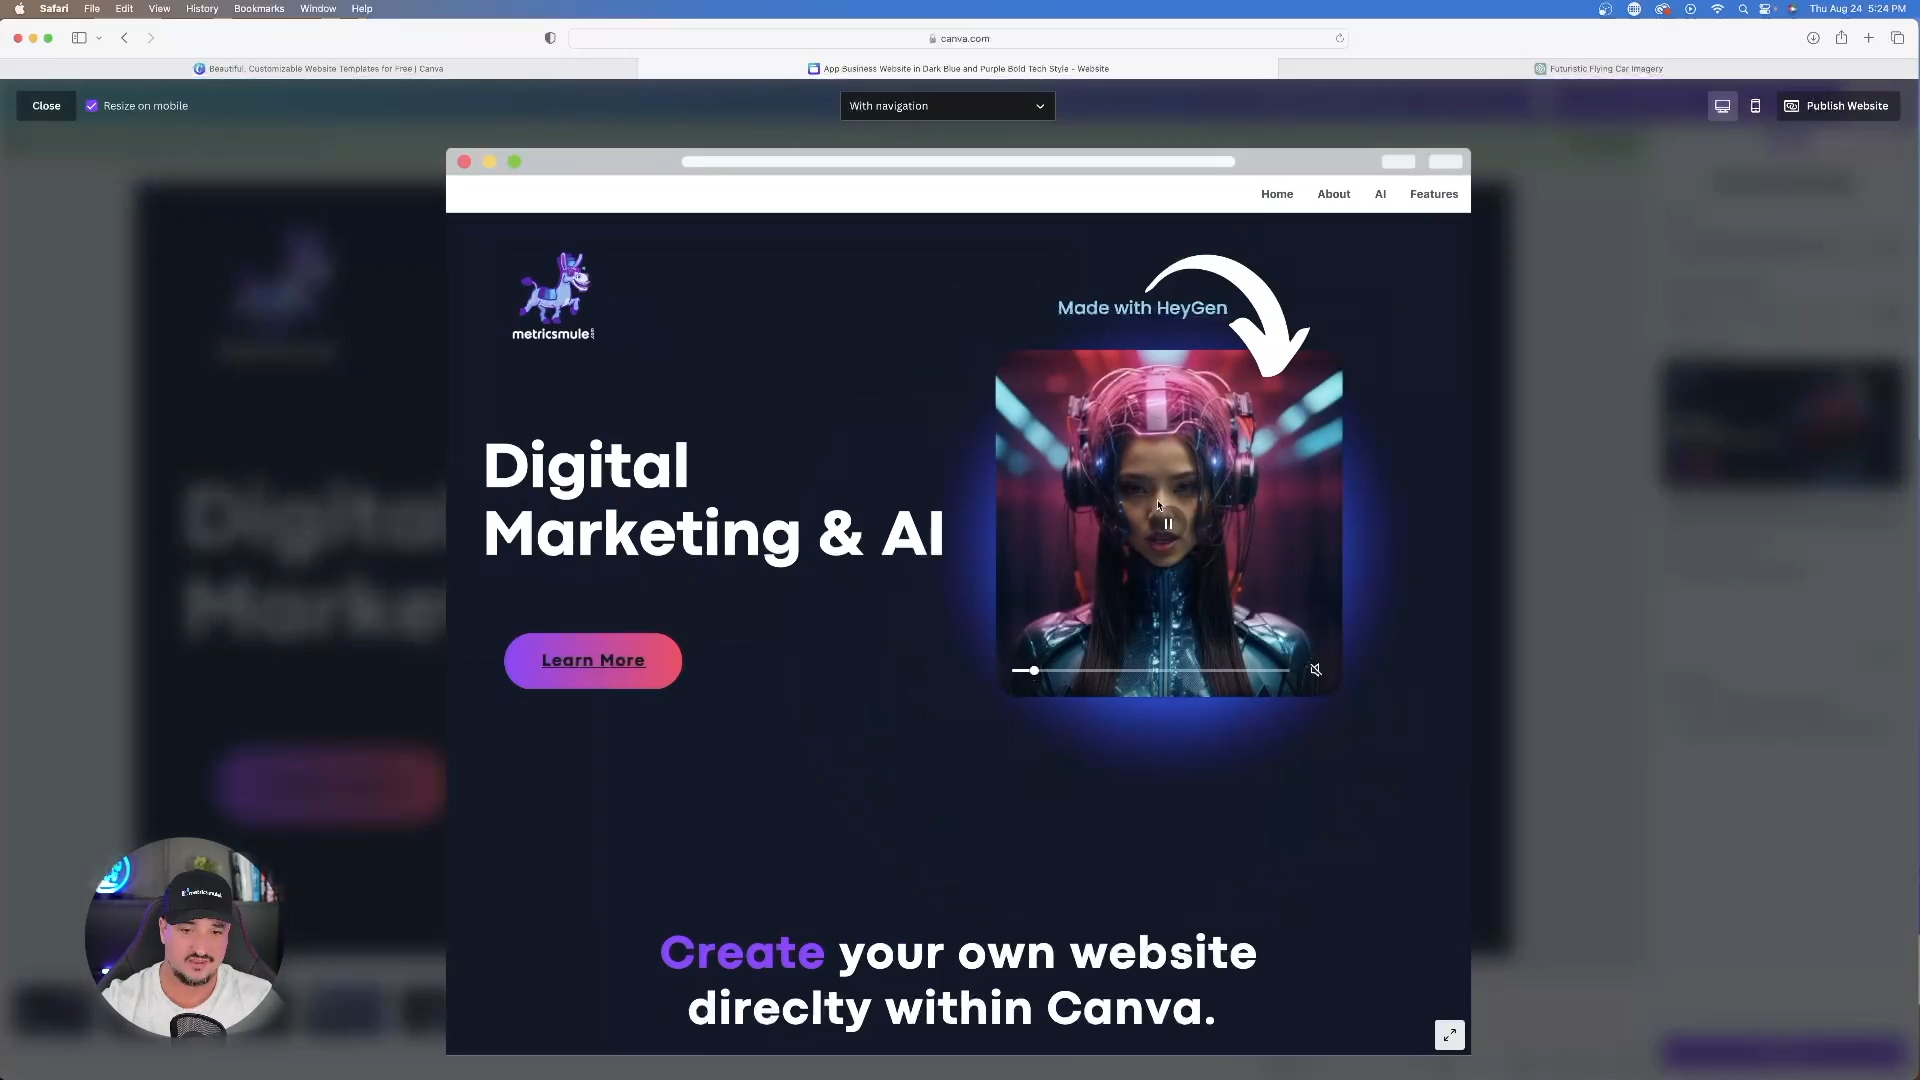 Safari File Edit View History Bookmarks Window Help Thu Aug 24 5:24 PM
canva.com
Beautiful, Customizable Website Templates for Free | Canva
App Business Website in Dark Blue and Purple Bold Tech Style - Website
Futuristic Flying Car Imagery
Close Resize on mobile With navigation Publish Website
Home About AI Features
metricsmule.com
Made with HeyGen
Digital
Marketing & AI
Learn More
metricsmule
Create your own website
direclty within Canva.